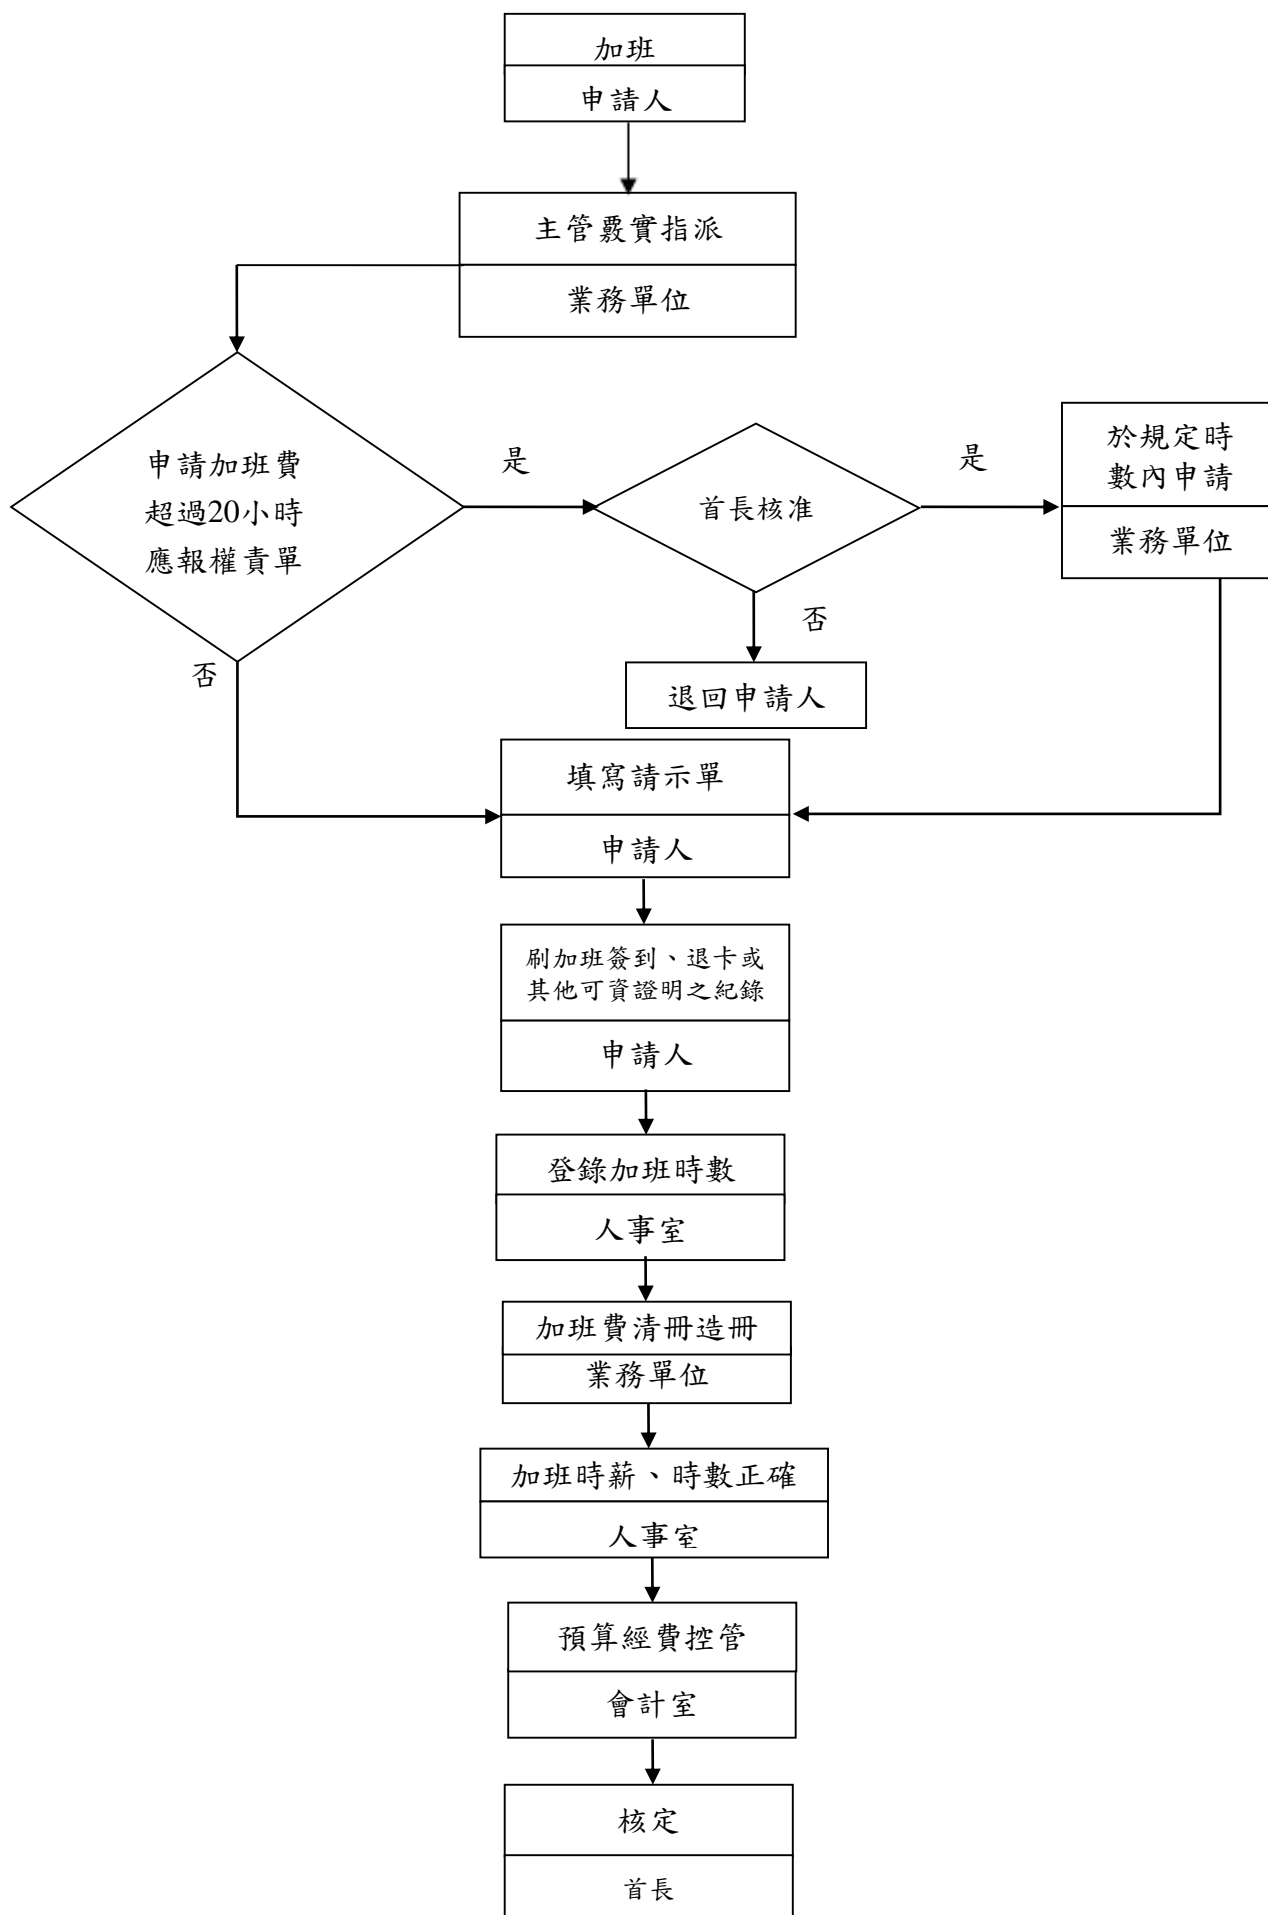 加班
申請人
主管覈實指派
業務單位
申請加班費
超過20小時
應報權責單
是
首長核准
是
於規定時
數內申請
業務單位
否
退回申請人
否
填寫請示單
申請人
刷加班簽到、退卡或
其他可資證明之紀錄
申請人
登錄加班時數
人事室
加班費清冊造冊
業務單位
加班時薪、時數正確
人事室
預算經費控管
會計室
核定
首長